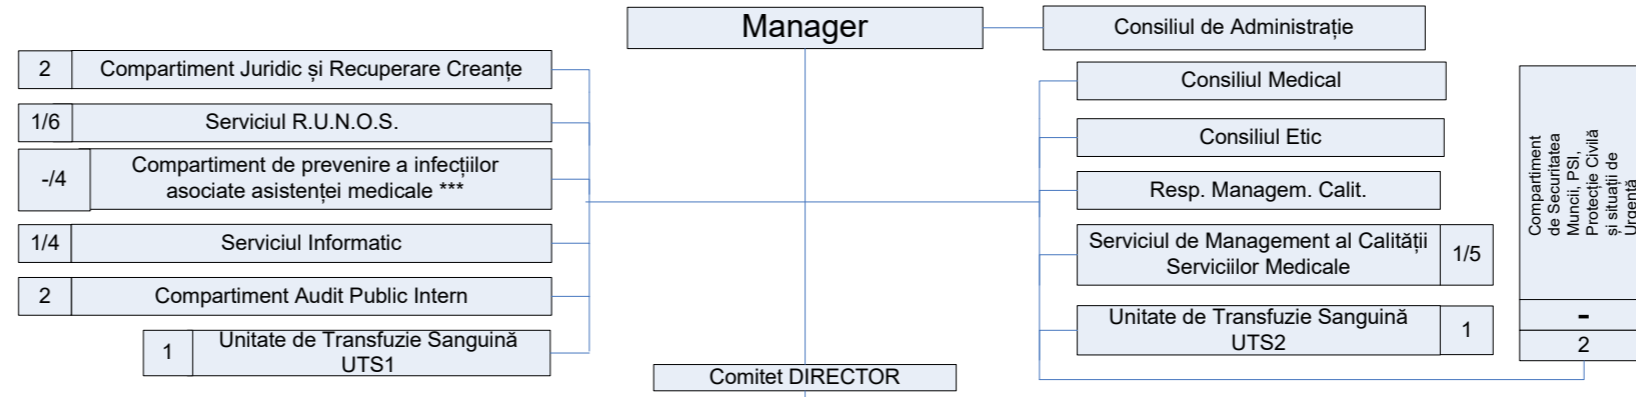 Manager
Consiliul de Administrație
2 Compartiment Juridic și Recuperare Creanțe
1/6 Serviciul R.U.N.O.S.
-/4 Compartiment de prevenire a infecțiilor
asociate asistenței medicale ***
1/4 Serviciul Informatic
2 Compartiment Audit Public Intern
1 Unitate de Transfuzie Sanguină
UTS1
Consiliul Medical
Consiliul Etic
Resp. Managem. Calit.
Serviciul de Management al Calității
Serviciilor Medicale 1/5
Unitate de Transfuzie Sanguină
UTS2 1
Compartiment
de Securitatea
Muncii, PSI,
Protecție Civilă
și situații de
Urgență
-
2
Comitet DIRECTOR